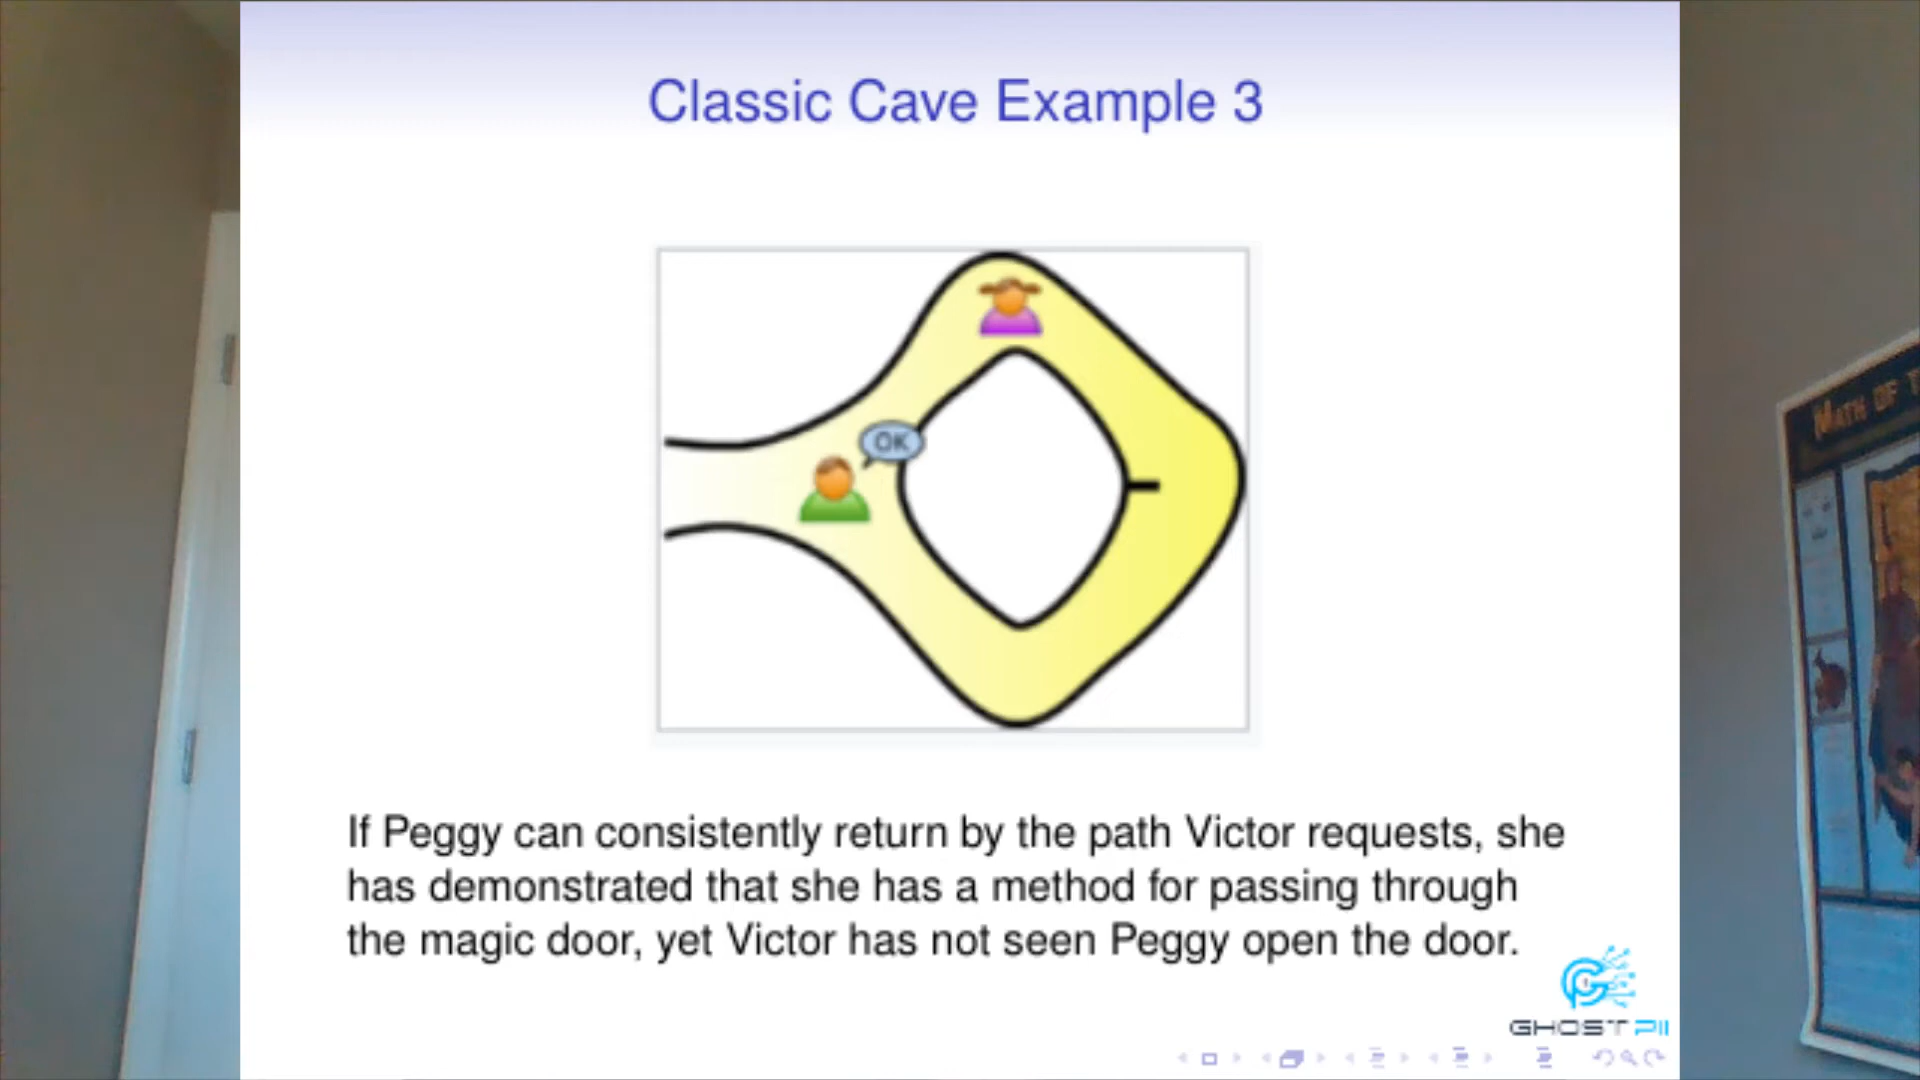 Classic Cave Example 3
OK
If Peggy can consistently return by the path Victor requests, she
has demonstrated that she has a method for passing through
the magic door, yet Victor has not seen Peggy open the door.
GHOST PII
MATH OF